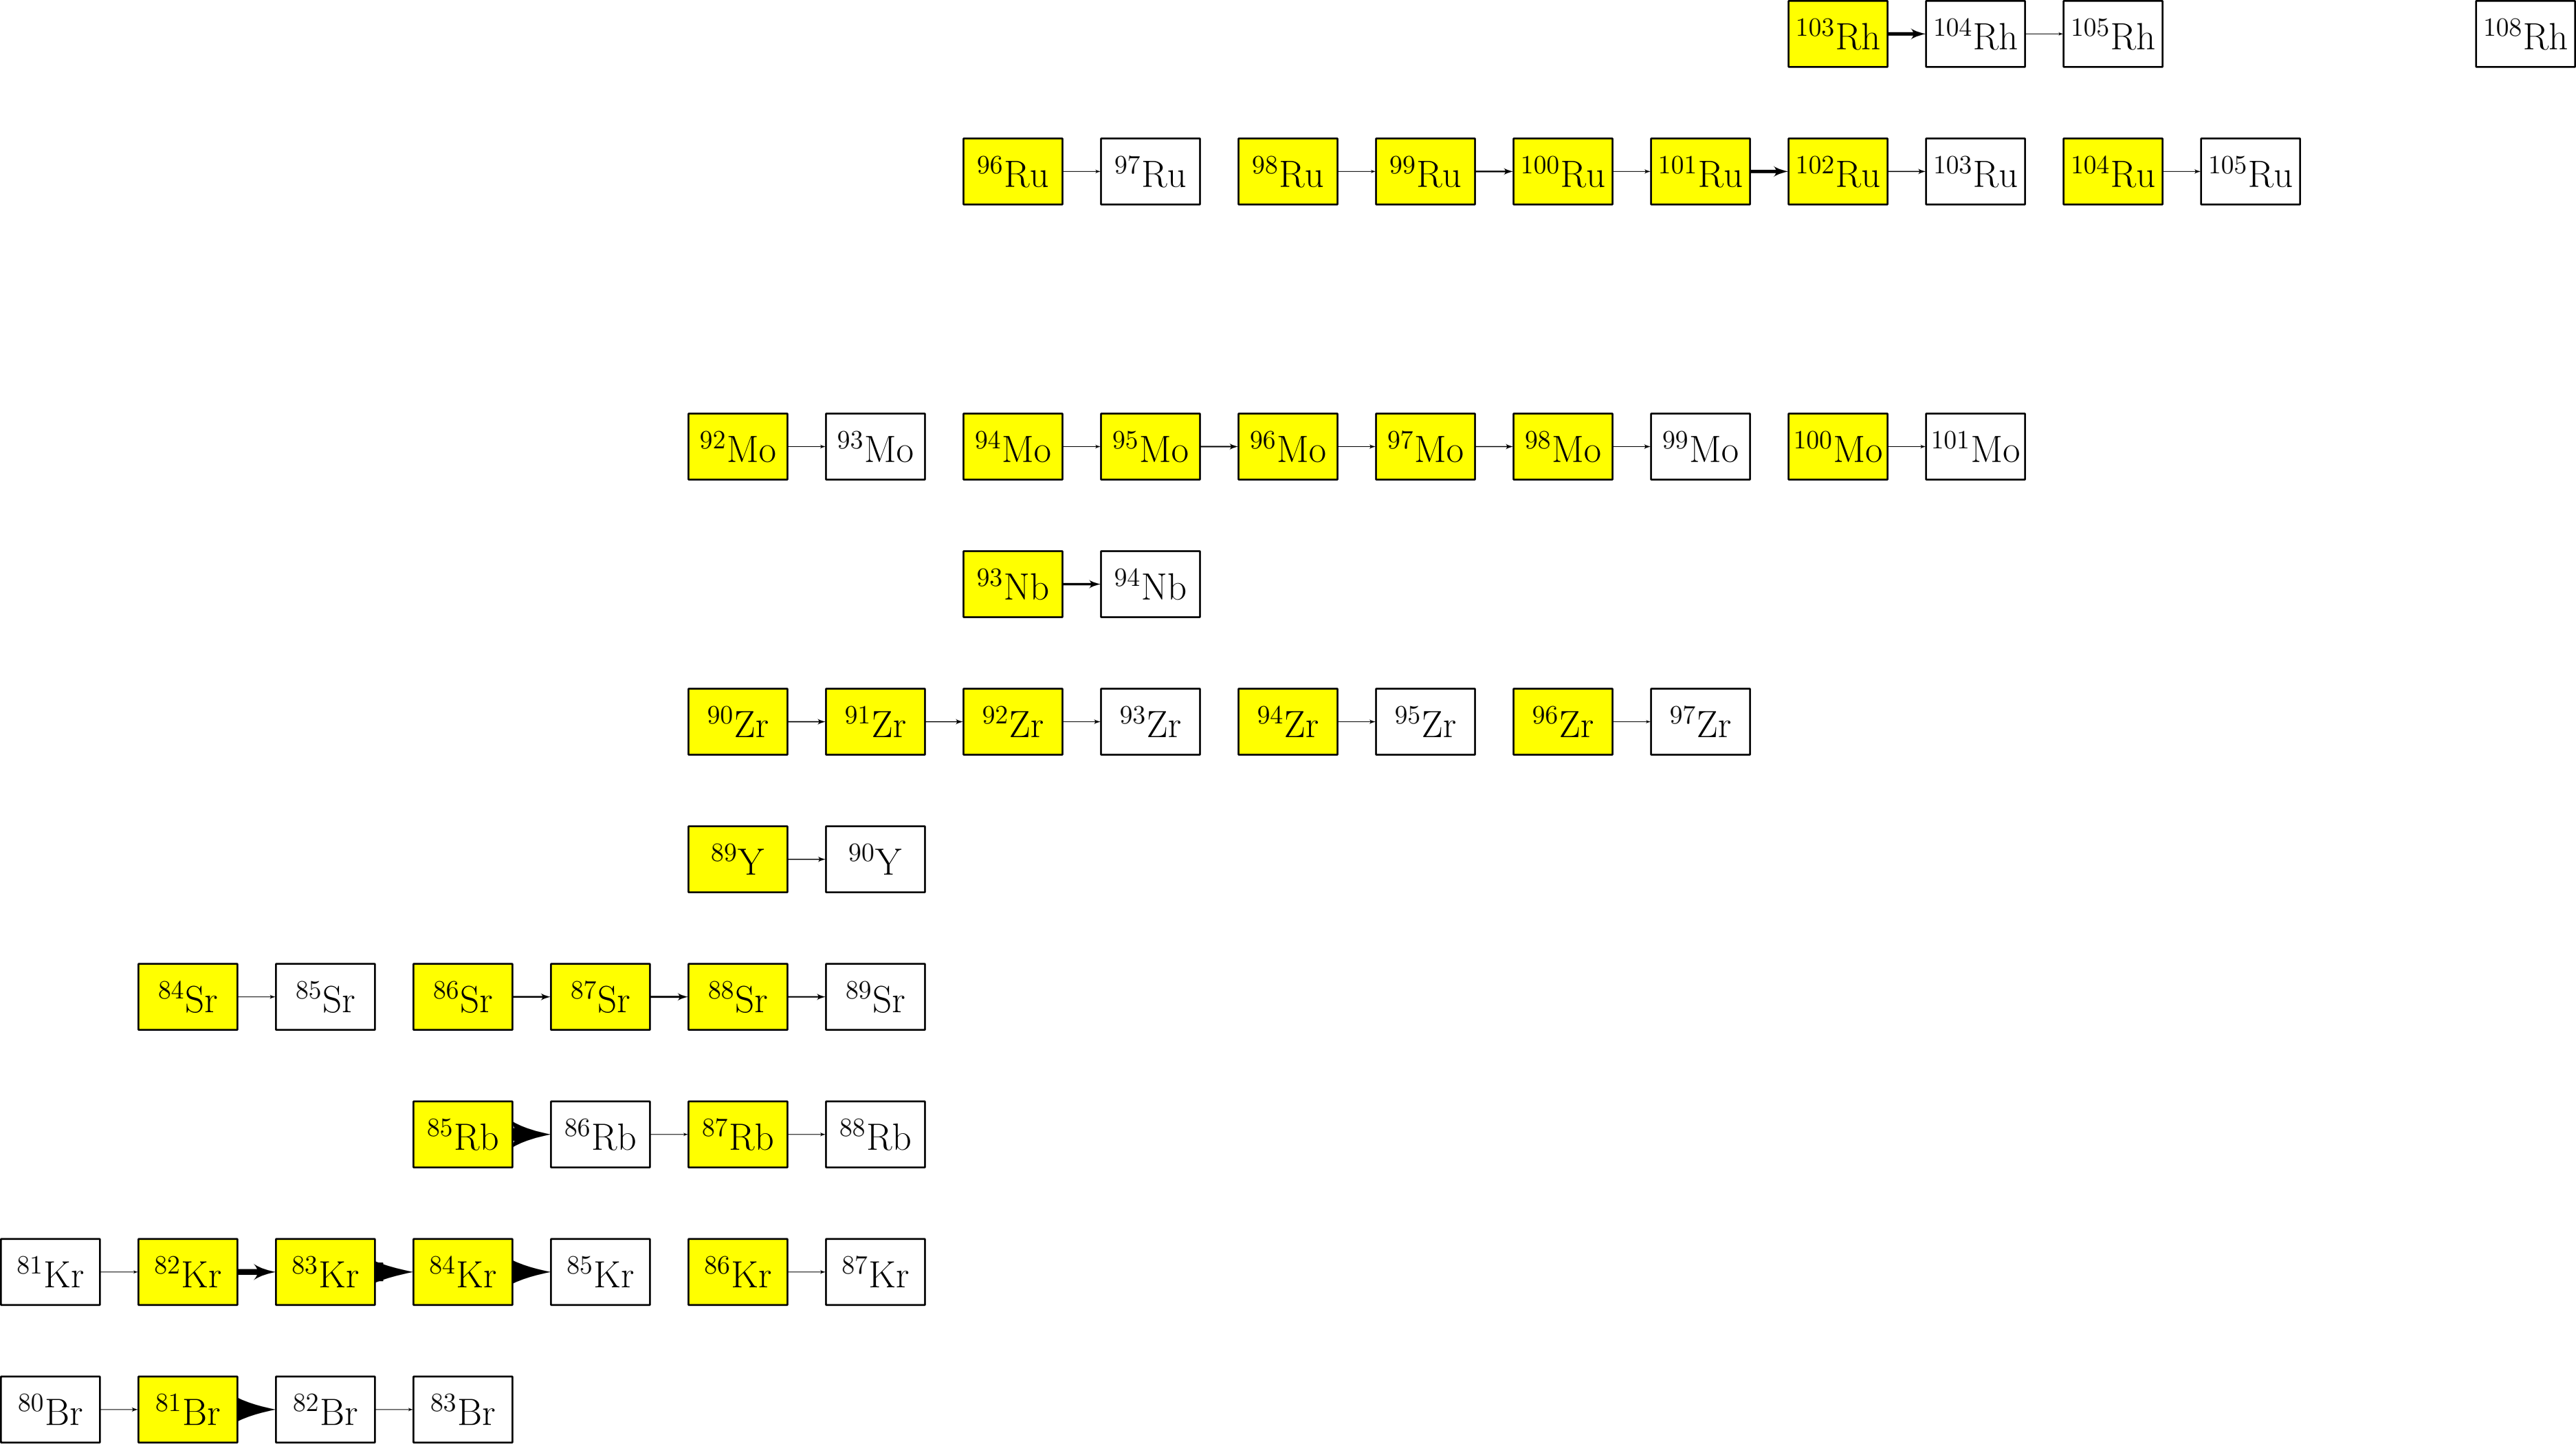 ¹⁰³Rh ¹⁰⁴Rh ¹⁰⁵Rh ¹⁰⁸Rh
⁹⁶Ru ⁹⁷Ru ⁹⁸Ru ⁹⁹Ru ¹⁰⁰Ru ¹⁰¹Ru ¹⁰²Ru ¹⁰³Ru ¹⁰⁴Ru ¹⁰⁵Ru
⁹²Mo ⁹³Mo ⁹⁴Mo ⁹⁵Mo ⁹⁶Mo ⁹⁷Mo ⁹⁸Mo ⁹⁹Mo ¹⁰⁰Mo ¹⁰¹Mo
⁹³Nb ⁹⁴Nb
⁹⁰Zr ⁹¹Zr ⁹²Zr ⁹³Zr ⁹⁴Zr ⁹⁵Zr ⁹⁶Zr ⁹⁷Zr
⁸⁹Y ⁹⁰Y
⁸⁴Sr ⁸⁵Sr ⁸⁶Sr ⁸⁷Sr ⁸⁸Sr ⁸⁹Sr
⁸⁵Rb ⁸⁶Rb ⁸⁷Rb ⁸⁸Rb
⁸¹Kr ⁸²Kr ⁸³Kr ⁸⁴Kr ⁸⁵Kr ⁸⁶Kr ⁸⁷Kr
⁸⁰Br ⁸¹Br ⁸²Br ⁸³Br